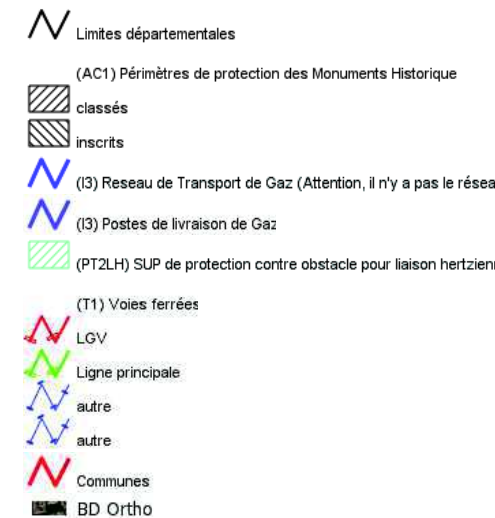 Limites départementales
(AC1) Périmètres de protection des Monuments Historique
classés
inscrits
(I3) Reseau de Transport de Gaz (Attention, il n'y a pas le résea
(I3) Postes de livraison de Gaz
(PT2LH) SUP de protection contre obstacle pour liaison hertzien
(T1) Voies ferrées
LGV
Ligne principale
autre
autre
Communes
BD Ortho